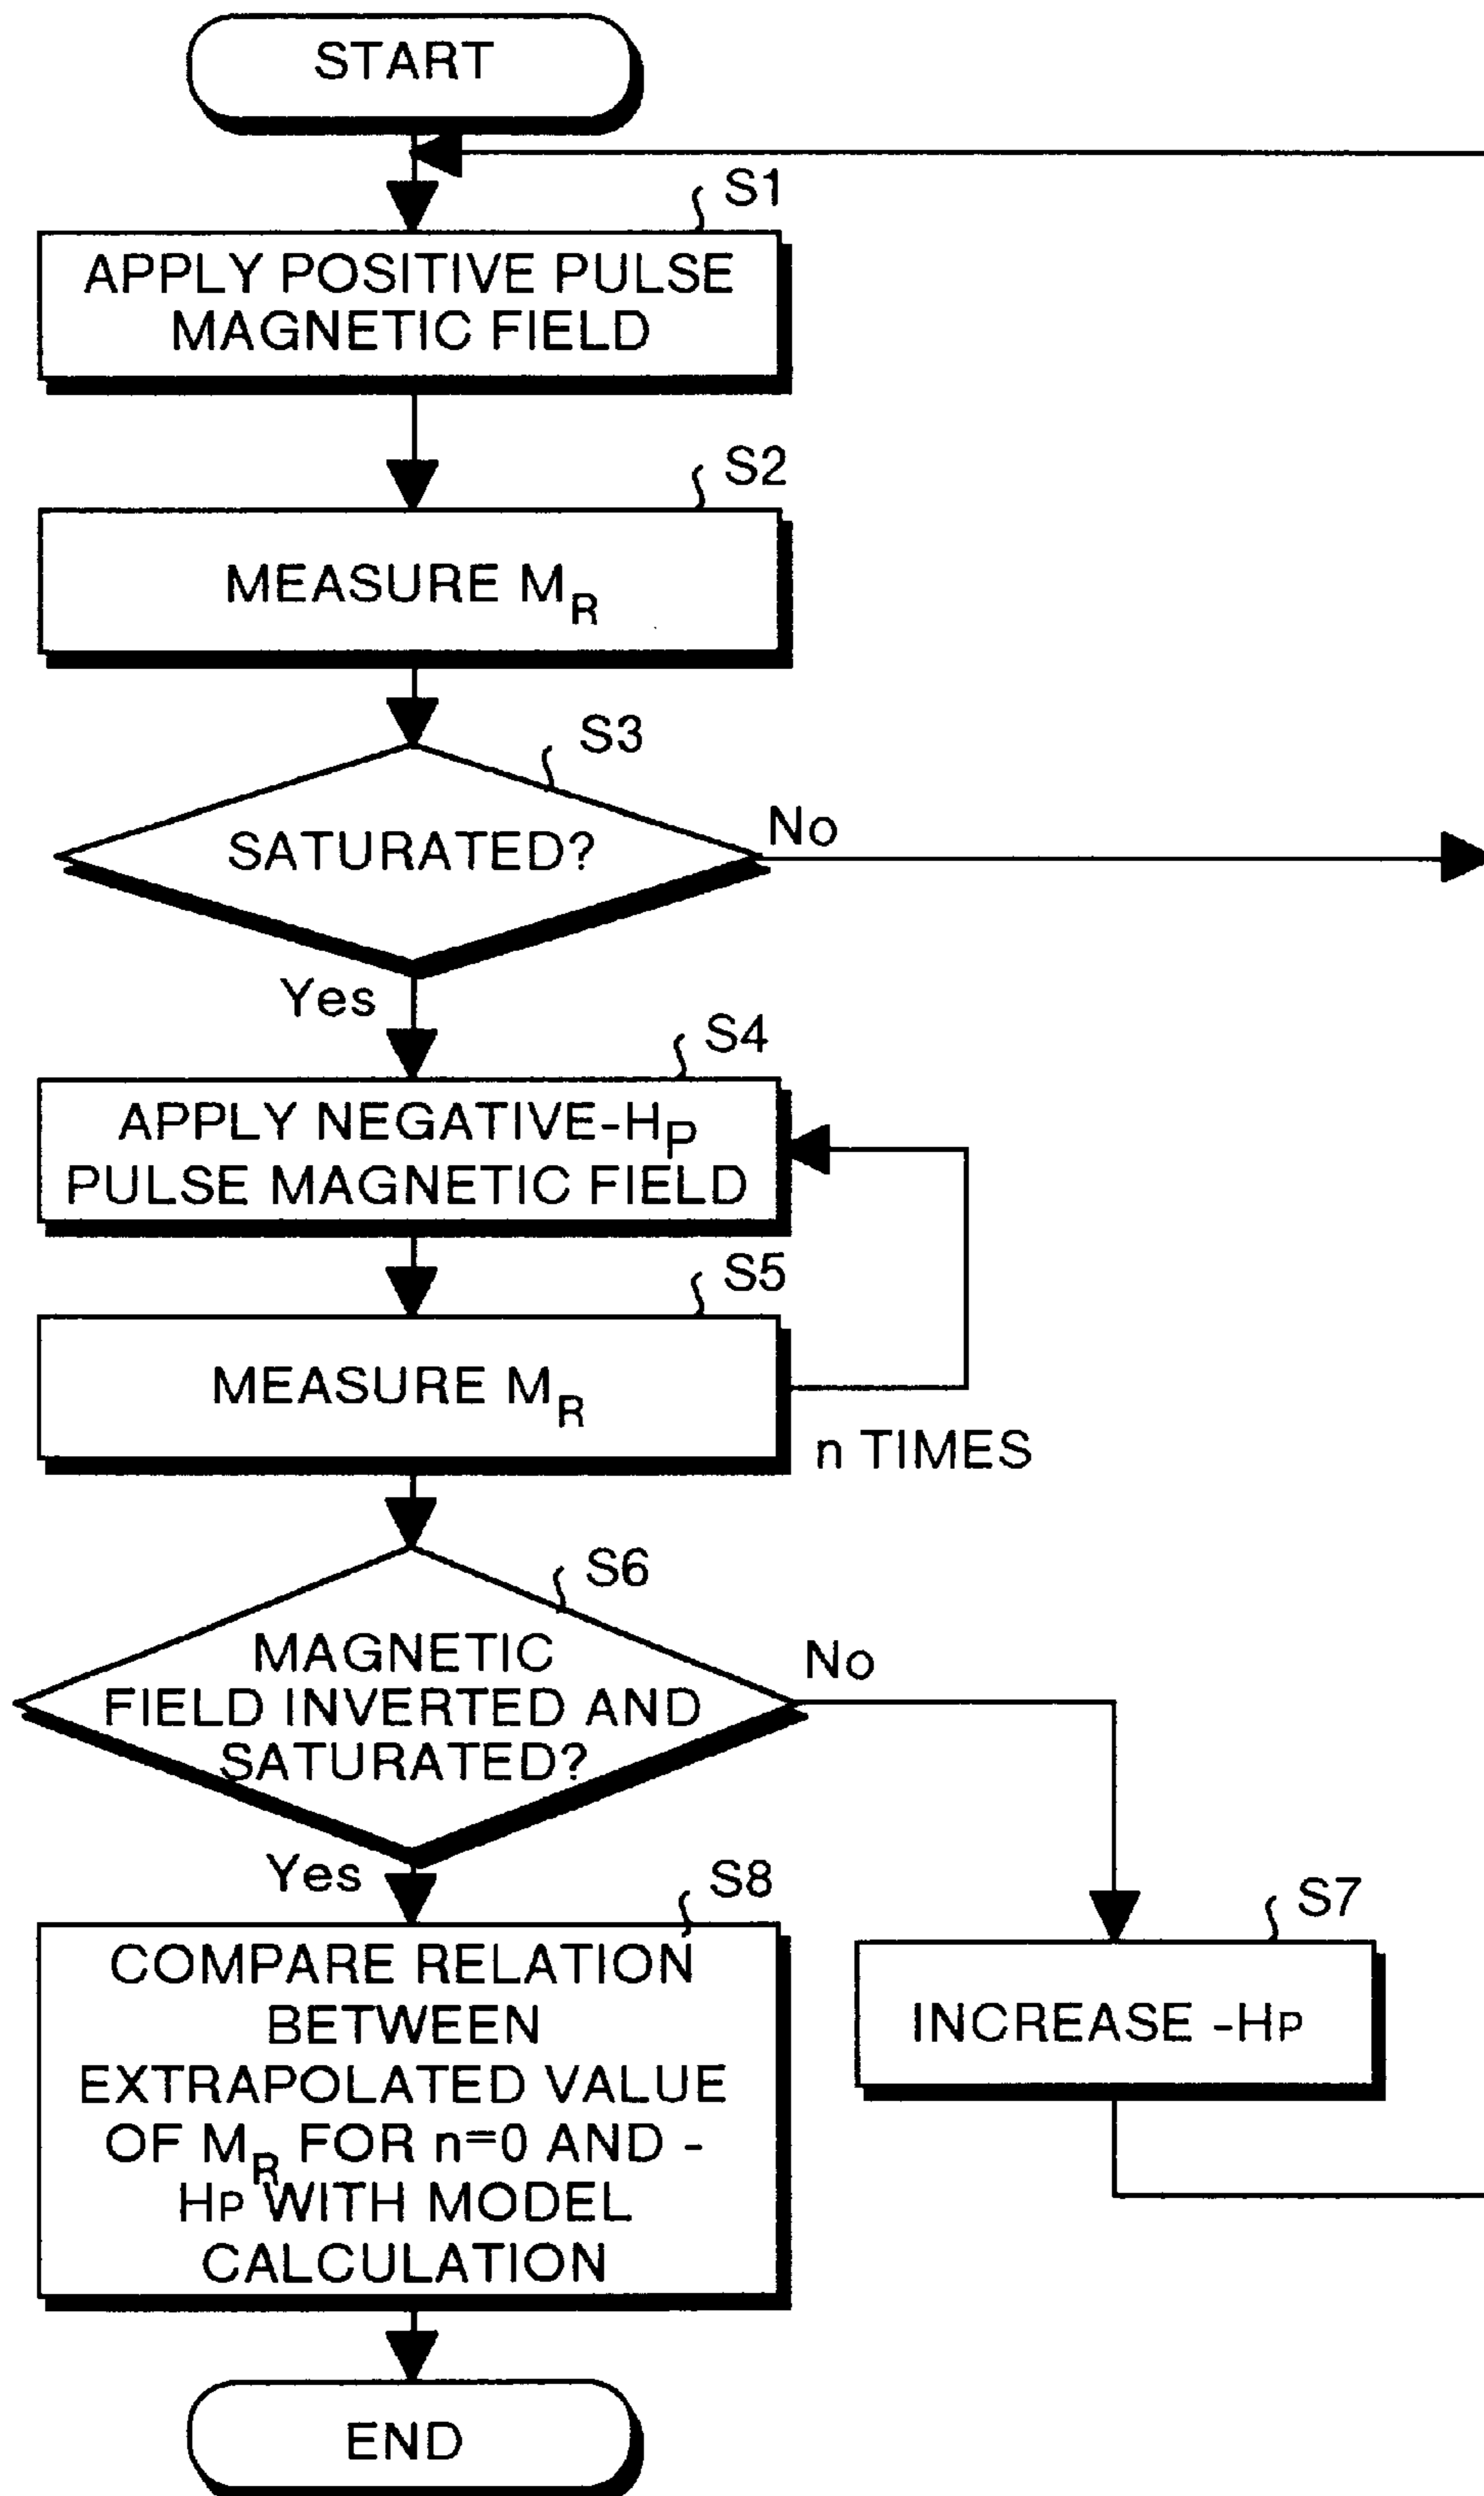 START
S1
APPLY POSITIVE PULSE
MAGNETIC FIELD
S2
MEASURE MR
S3
SATURATED?
No
Yes
S4
APPLY NEGATIVE-HP
PULSE MAGNETIC FIELD
S5
MEASURE MR
n TIMES
S6
MAGNETIC
FIELD INVERTED AND
SATURATED?
No
Yes
S8
COMPARE RELATION
BETWEEN
EXTRAPOLATED VALUE
OF MR FOR n=0 AND -
HP WITH MODEL
CALCULATION
S7
INCREASE -HP
END